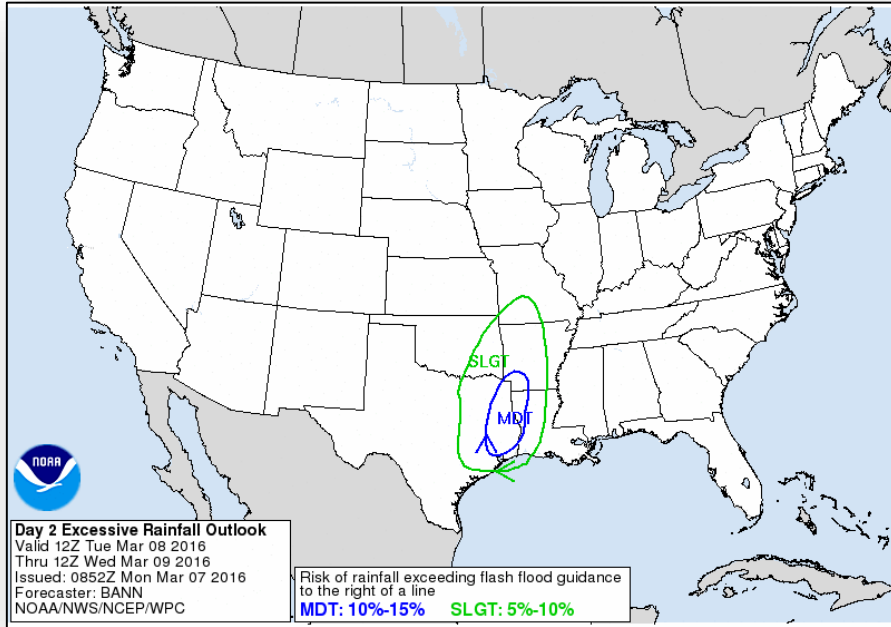 SLGT
MDT
NOAA
Day 2 Excessive Rainfall Outlook
Valid 12Z Tue Mar 08 2016
Thru 12Z Wed Mar 09 2016
Issued: 0852Z Mon Mar 07 2016
Forecaster: BANN
NOAA/NWS/NCEP/WPC
Risk of rainfall exceeding flash flood guidance
to the right of a line
MDT: 10%-15% SLGT: 5%-10%